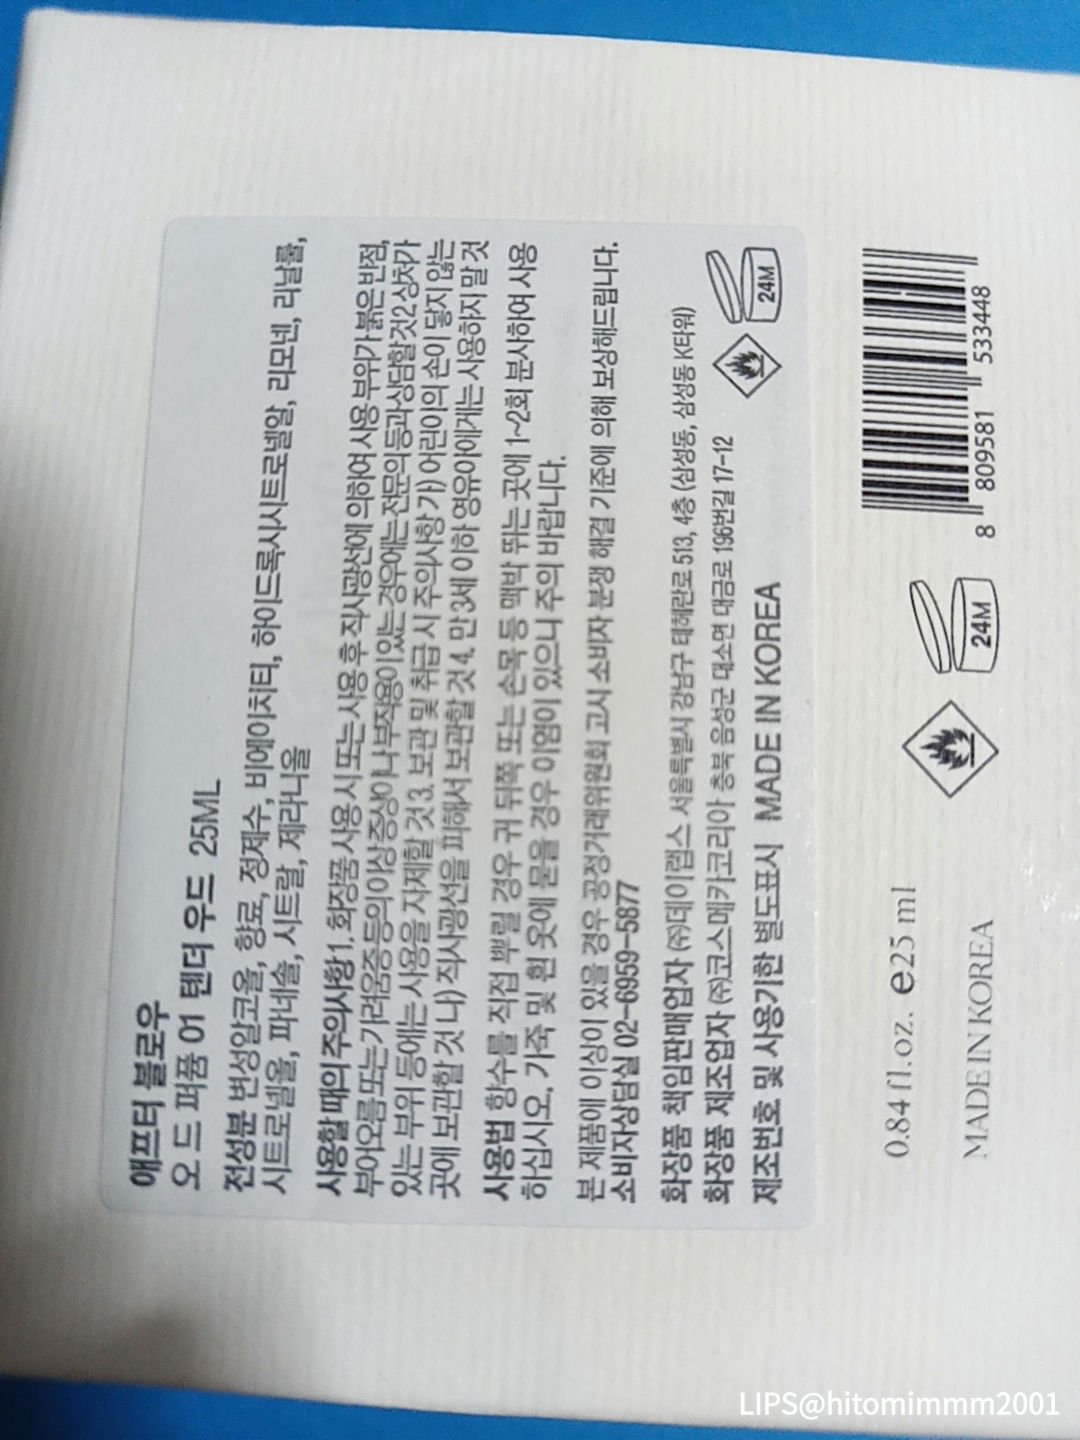 애프터 블로우
오 드 퍼품 01 텐더 우드 25ML
전성분 변성알코올, 향료, 정제수, 비에이치티, 하이드록시시트로넬알, 리모넨, 리날룰,
시트로넬올, 파네솔, 시트랄, 제라니올
사용할 때의 주의사항 1. 화장품 사용 시 또는 사용 후 직사광선에 의하여 사용 부위가 붉은 반점,
부어오름 또는 가려움증 등의 이상 증상이나 부작용이 있는 경우에는 전문의 등과 상담할 것 2. 상처가
있는 부위 등에는 사용을 자제할 것 3. 보관 및 취급 시 주의사항 가) 어린이의 손이 닿지 않는
곳에 보관할 것 나) 직사광선을 피해서 보관할 것 4. 만 3세 이하 영유아에게는 사용하지 말 것
사용법 향수를 직접 뿌릴 경우 귀 뒤쪽 또는 손목 등 맥박 뛰는 곳에 1~2회 분사하여 사용
하십시오. 가죽 및 흰 옷에 묻을 경우 이염이 있으니 주의 바랍니다.
본 제품에 이상이 있을 경우 공정거래위원회 고시 소비자 분쟁 해결 기준에 의해 보상해드립니다.
소비자상담실 02-6959-5877
화장품 책임판매업자 ㈜데이랩스 서울특별시 강남구 테헤란로 513, 4층 (삼성동, 삼성동 K타워)
화장품 제조업자 ㈜코스메카코리아 충북 음성군 대소면 대금로 196번길 17-12
제조번호 및 사용기한 별도표시 MADE IN KOREA
24M
0.84 fl.oz. e25 ml
MADE IN KOREA
24M
8 809581 533448
LIPS@hitomimmm2001